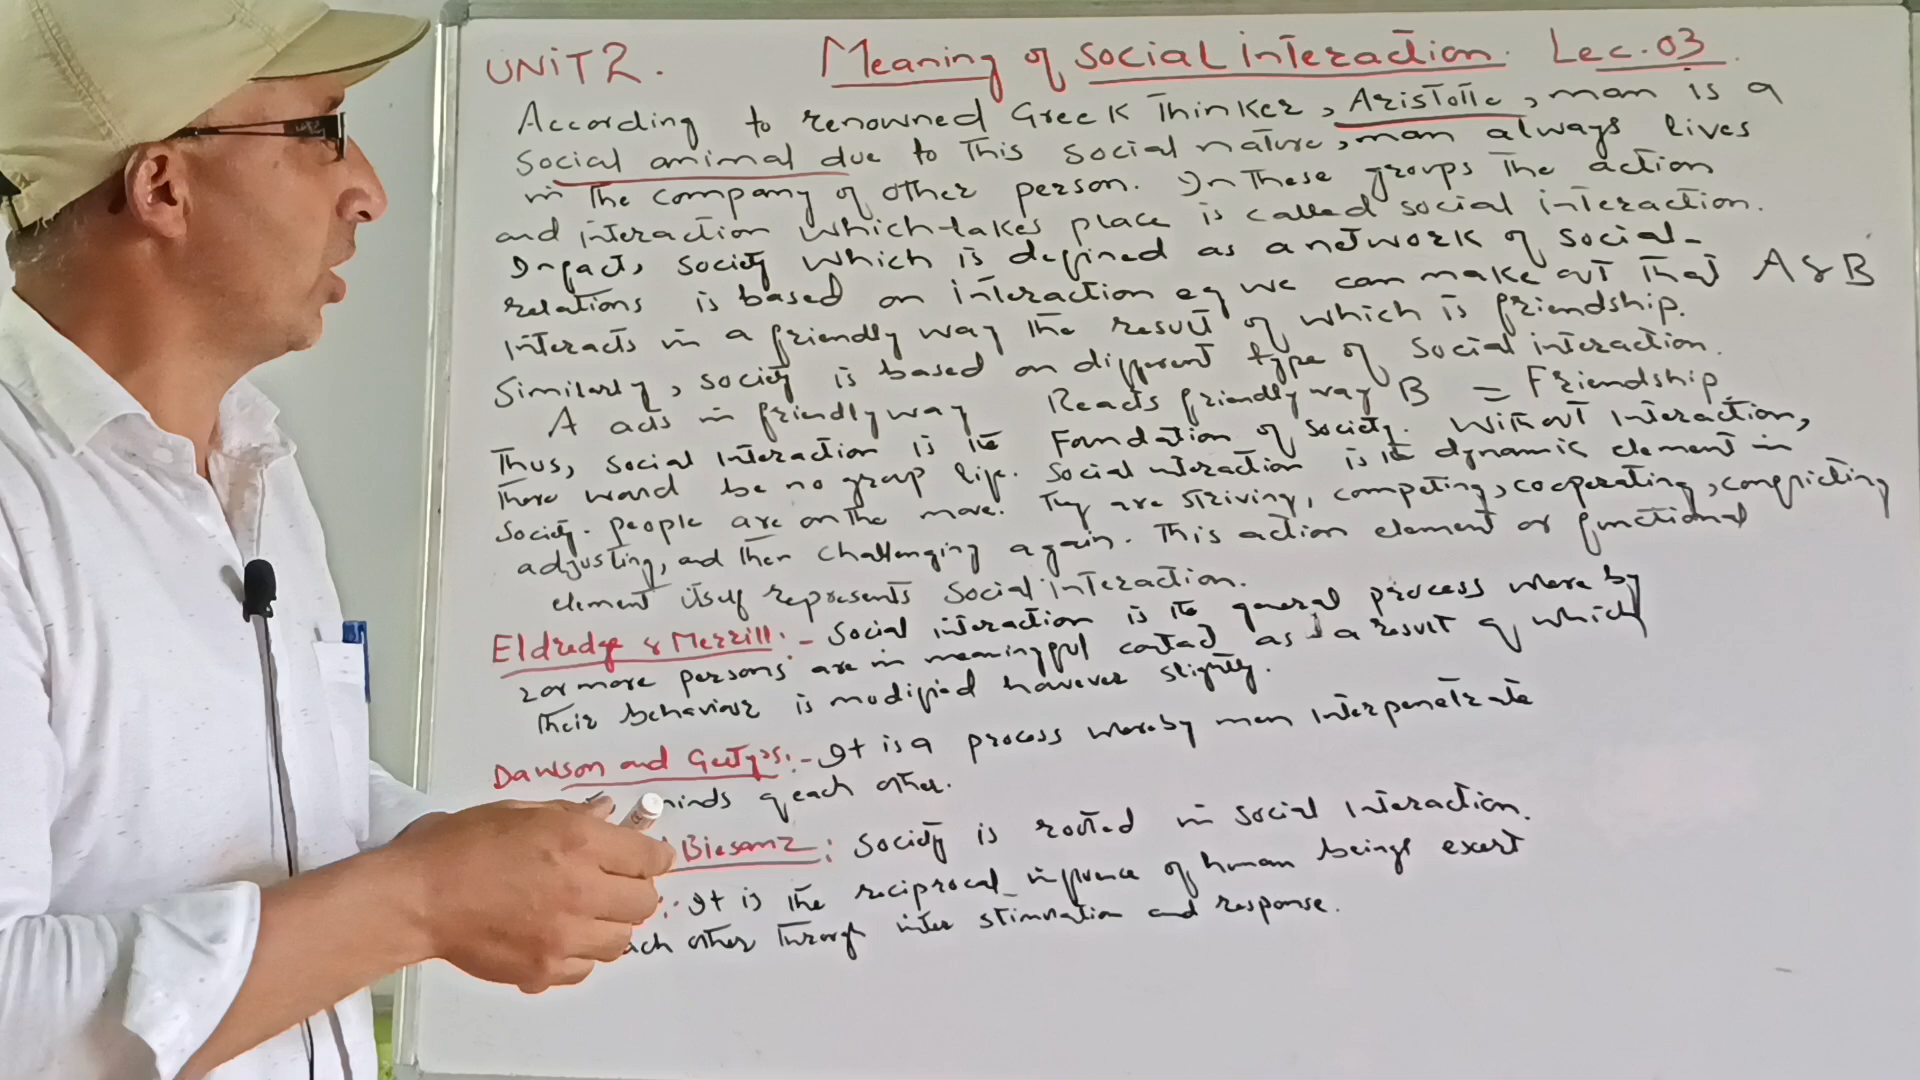 UNIT 2. Meaning of social interaction. Lec. 03
According to renowned Greek Thinker, Aristotle, man is a
Social animal due to this social nature, man always lives
in the company of other person. In these groups the action
and interaction which takes place is called social interaction.
Infact, society which is defined as a network of social-
relations is based on interaction eg we can make out that A & B
interacts in a friendly way the result of which is friendship.
Similarly, society is based on different type of social interaction.
A acts in friendly way Reacts friendly way B = Friendship
Thus, social interaction is the Foundation of society. Without interaction,
There would be no group life. Social interaction is the dynamic element in
Society. People are on the move. They are striving, competing, cooperating, conflicting
adjusting, and then challenging again. This action element or functional
element itself represents social interaction.
Eldredge & Merrill:- Social interaction is the general process whereby
2 or more persons are in meaningful contact as a result of which
their behaviour is modified however slightly.
Dawson and :- It is a process whereby men interpenetrate
minds of each other.
Biesanz: Society is rooted in social interaction.
:- It is the reciprocal influence of human beings exert
ach other through inter stimulation and response.